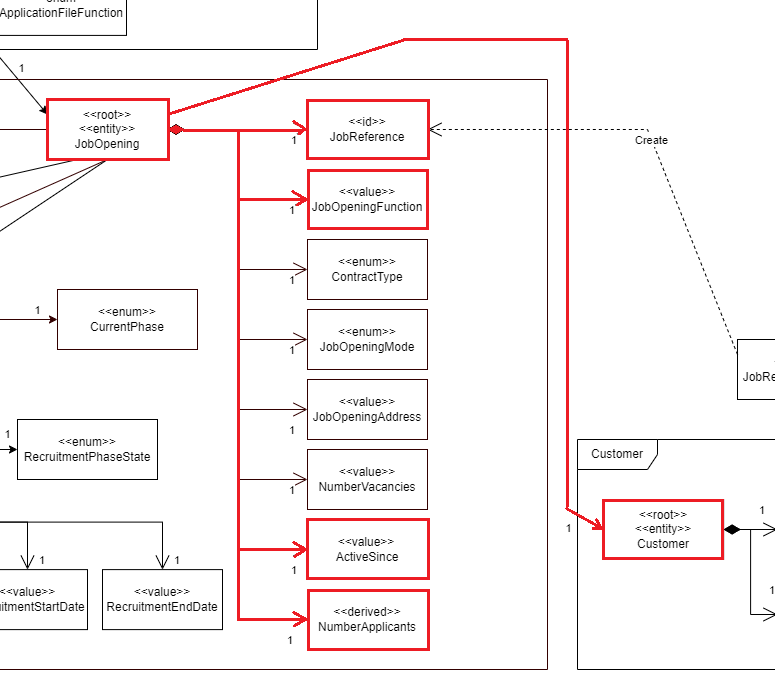 ApplicationFileFunction
1
<<root>>
<<entity>>
JobOpening
<<id>>
JobReference
1
Create
<<value>>
JobOpeningFunction
1
<<enum>>
ContractType
1
<<enum>>
CurrentPhase
1
<<enum>>
JobOpeningMode
1
<<value>>
JobOpeningAddress
1
<<enum>>
RecruitmentPhaseState
1
<<value>>
NumberVacancies
1
Customer
<<root>>
<<entity>>
Customer
1
1
1
<<value>>
ActiveSince
1
<<value>>
itmentStartDate
1
<<value>>
RecruitmentEndDate
1
<<derived>>
NumberApplicants
1
JobRe